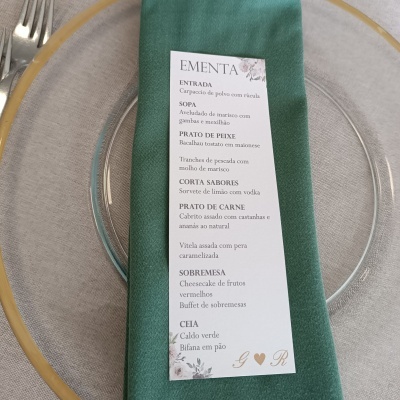 EMENTA
ENTRADA
Carpaccio de polvo com rúcula
SOPA
Aveludado de marisco com
gambas e mexilhão
PRATO DE PEIXE
Bacalhau tostado em maionese
Tranches de pescada com
molho de marisco
CORTA SABORES
Sorvete de limão com vodka
PRATO DE CARNE
Cabrito assado com castanhas e
ananás ao natural
Vitela assada com pera
caramelizada
SOBREMESA
Cheesecake de frutos
vermelhos
Buffet de sobremesas
CEIA
Caldo verde
Bifana em pão
G ♥ R